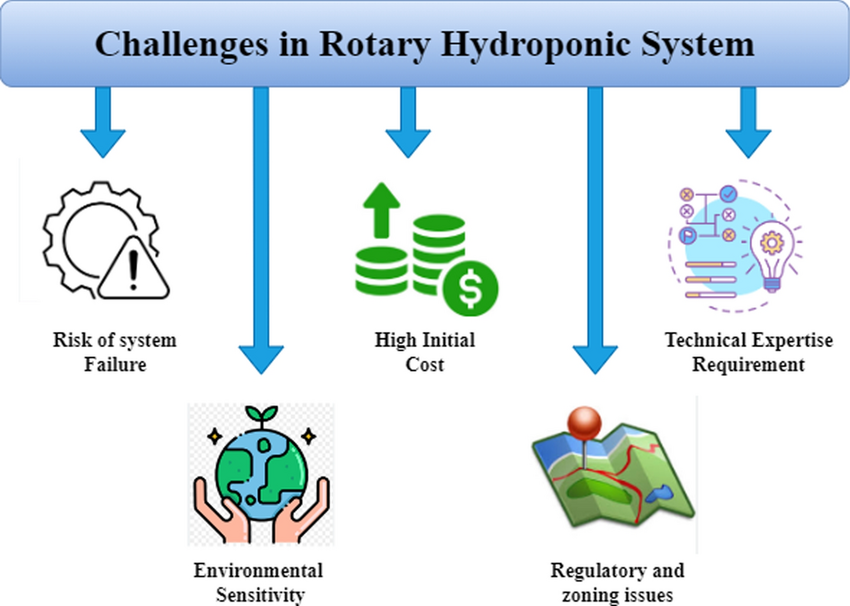 Challenges in Rotary Hydroponic System
Risk of system
Failure
High Initial
Cost
Technical Expertise
Requirement
Environmental
Sensitivity
Regulatory and
zoning issues